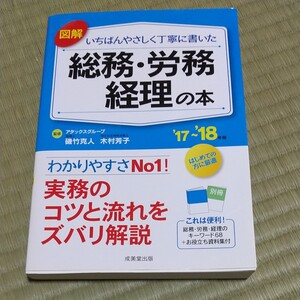 図解
いちばんやさしく丁寧に書いた
総務・労務
経理の本
アタックスグループ
磯竹克人 木村芳子
'17～'18年版
はじめての
方に最適
わかりやすさNo1!
実務の
コツと流れを
ズバリ解説
別冊
これは便利!
総務・労務・経理の
キーワード68
+お役立ち資料集付
成美堂出版